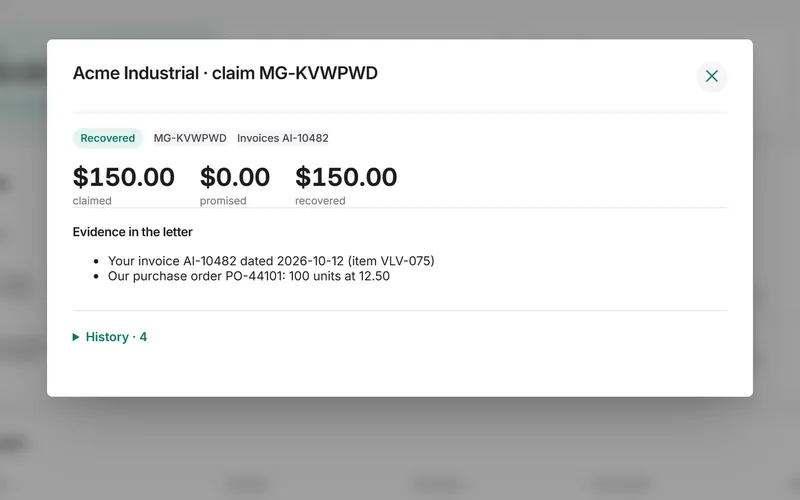 Acme Industrial · claim MG-KVWPWD
Recovered MG-KVWPWD Invoices AI-10482
$150.00 $0.00 $150.00
claimed promised recovered
Evidence in the letter
• Your invoice AI-10482 dated 2026-10-12 (item VLV-075)
• Our purchase order PO-44101: 100 units at 12.50
History · 4